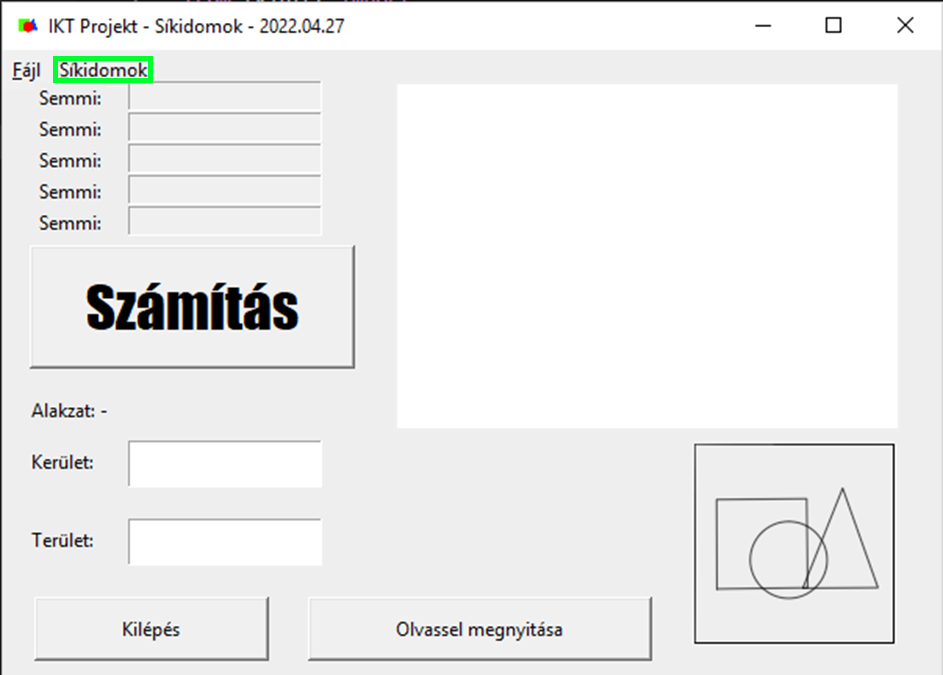 IKT Projekt - Síkidomok - 2022.04.27
Fájl Síkidomok
Semmi:
Semmi:
Semmi:
Semmi:
Semmi:
Számítás
Alakzat: -
Kerület:
Terület:
Kilépés
Olvassel megnyitása